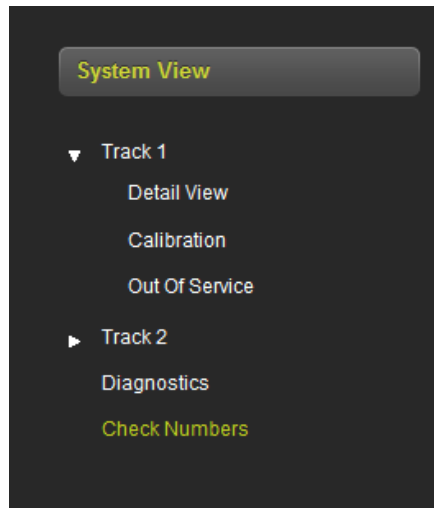 System View
Track 1
Detail View
Calibration
Out Of Service
Track 2
Diagnostics
Check Numbers